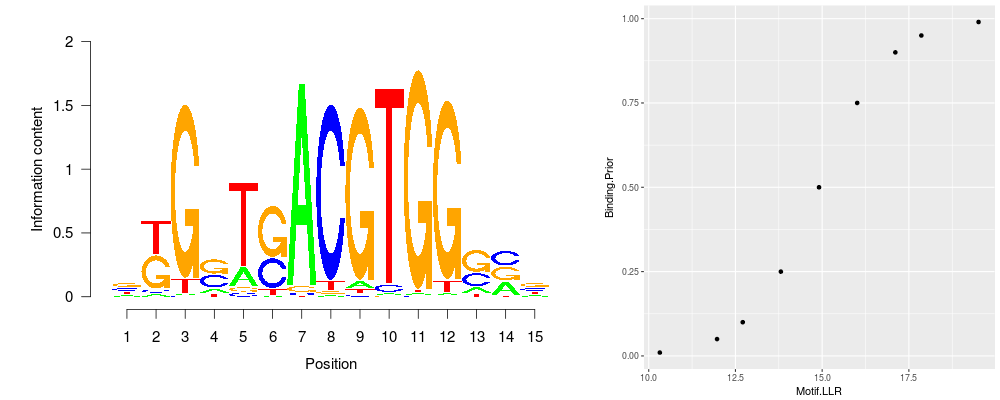 2
1.5
1
0.5
0
Information content
T G G G C T A G C A C G T G G G C C G A
1 2 3 4 5 6 7 8 9 10 11 12 13 14 15
Position
1.00
0.75
0.50
0.25
0.00
Binding.Prior
10.0 12.5 15.0 17.5
Motif.LLR